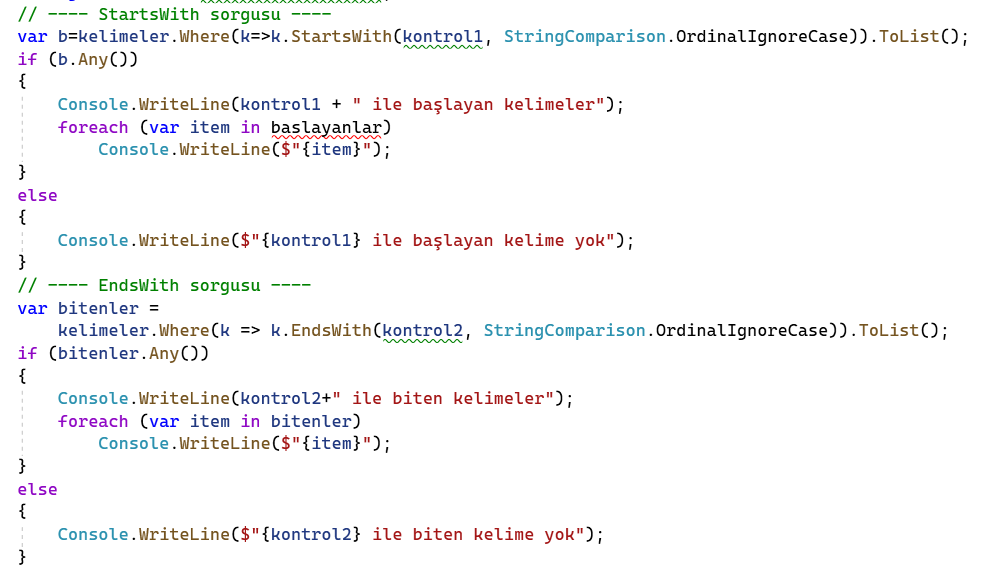 // ---- StartsWith sorgusu ----
var b=kelimeler.Where(k=>k.StartsWith(kontrol1, StringComparison.OrdinalIgnoreCase)).ToList();
if (b.Any())
{
    Console.WriteLine(kontrol1 + " ile başlayan kelimeler");
    foreach (var item in baslayanlar)
        Console.WriteLine($"{item}");
}
else
{
    Console.WriteLine($"{kontrol1} ile başlayan kelime yok");
}
// ---- EndsWith sorgusu ----
var bitenler =
    kelimeler.Where(k => k.EndsWith(kontrol2, StringComparison.OrdinalIgnoreCase)).ToList();
if (bitenler.Any())
{
    Console.WriteLine(kontrol2+" ile biten kelimeler");
    foreach (var item in bitenler)
        Console.WriteLine($"{item}");
}
else
{
    Console.WriteLine($"{kontrol2} ile biten kelime yok");
}